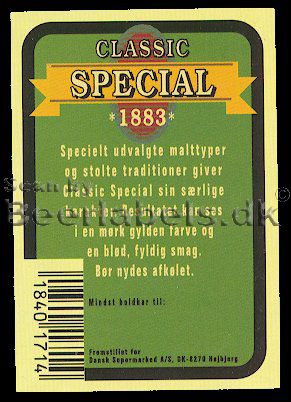 CLASSIC
SPECIAL
*1883*
Specielt udvalgte malttyper
og stolte traditioner giver
Classic Special sin særlige
karakter. Resultatet kan ses
i en mørk gylden farve og
en blød, fyldig smag.
Bør nydes afkølet.
Mindst holdbar til:
Fremstillet for
Dansk Supermarked A/S, DK-8270 Højbjerg
1840 1714
Beerlabels.dk